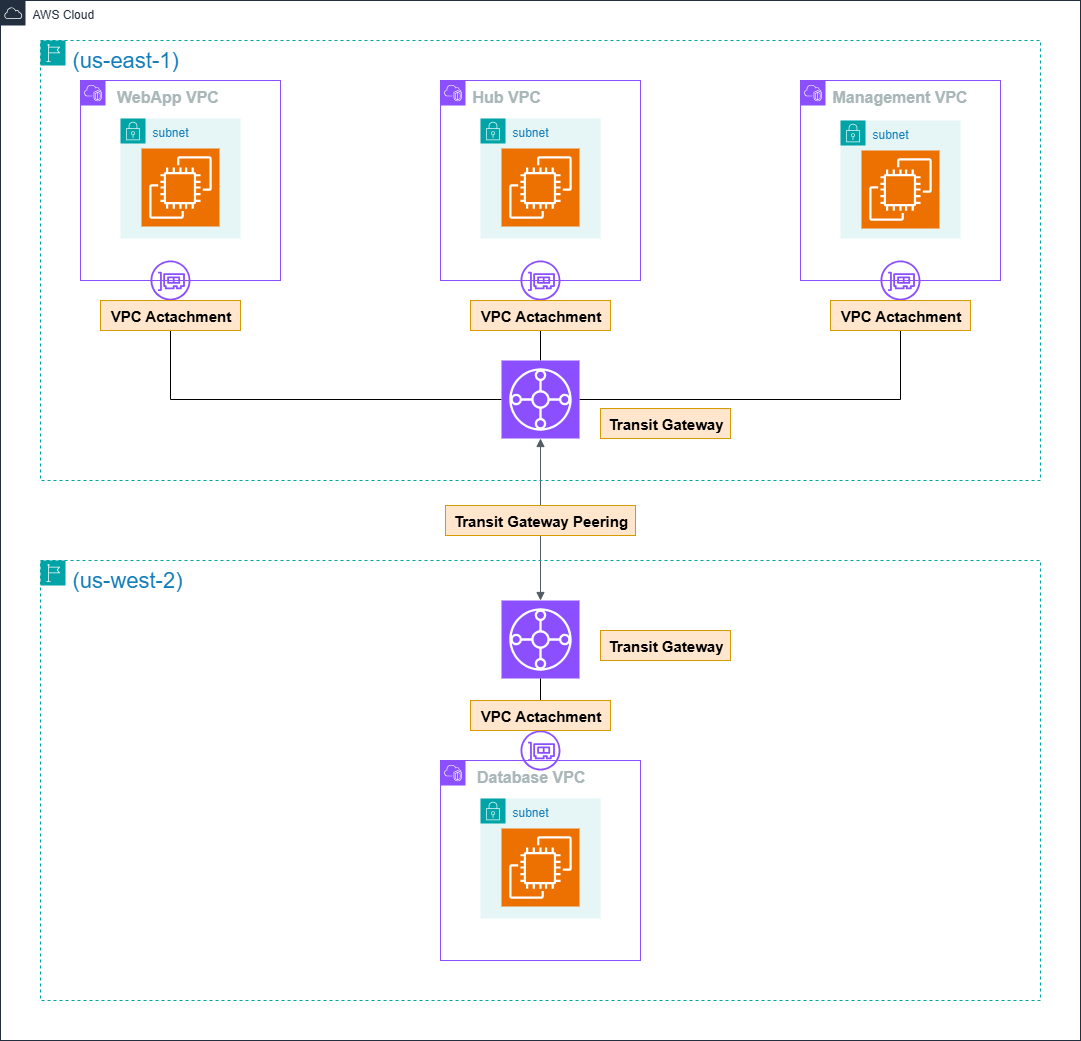 AWS Cloud
(us-east-1)
WebApp VPC
Hub VPC
Management VPC
subnet
subnet
subnet
VPC Actachment
VPC Actachment
VPC Actachment
Transit Gateway
Transit Gateway Peering
(us-west-2)
Transit Gateway
VPC Actachment
Database VPC
subnet